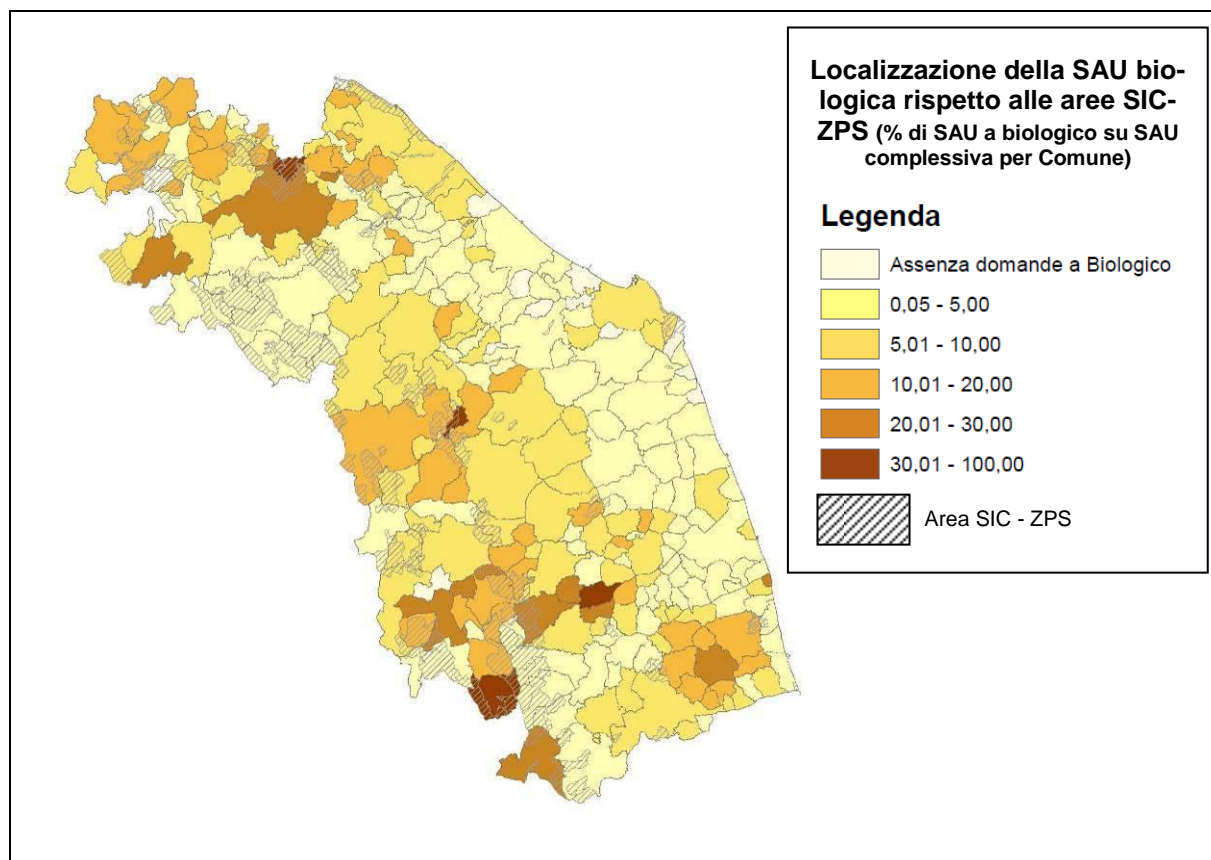 Localizzazione della SAU bio-
logica rispetto alle aree SIC-
ZPS (% di SAU a biologico su SAU
complessiva per Comune)
Legenda
Assenza domande a Biologico
0,05 - 5,00
5,01 - 10,00
10,01 - 20,00
20,01 - 30,00
30,01 - 100,00
Area SIC - ZPS